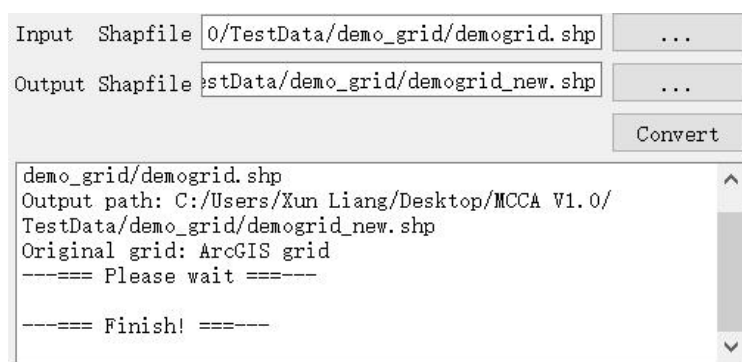 Input Shapfile 0/TestData/demo_grid/demogrid.shp ...
Output Shapfile stData/demo_grid/demogrid_new.shp ...
Convert
demo_grid/demogrid.shp
Output path: C:/Users/Xun Liang/Desktop/MCCA V1.0/
TestData/demo_grid/demogrid_new.shp
Original grid: ArcGIS grid
---=== Please wait ===---
---=== Finish! ===---